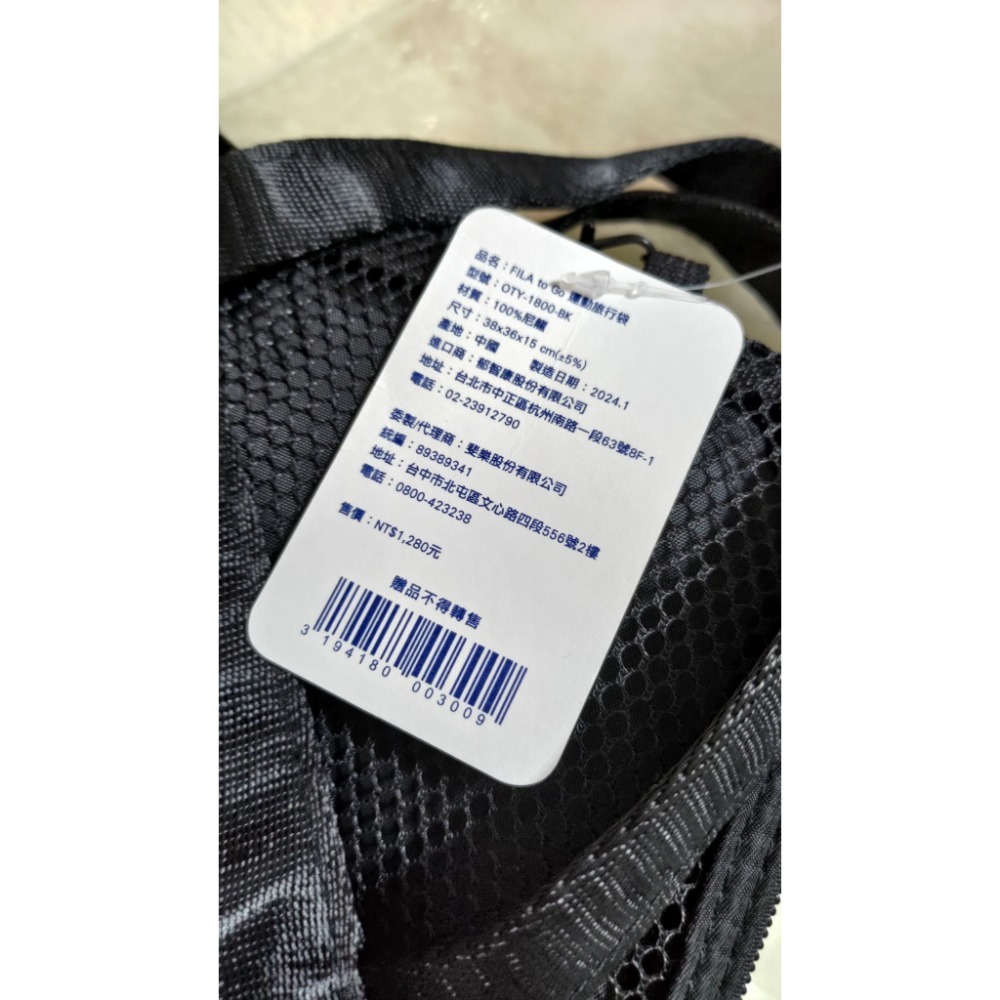 品名：FILA to Go 運動旅行袋
型號：OTY-1800-BK
材質：100%尼龍
尺寸：38x36x15 cm(±5%)
產地：中國 製造日期：2024.1
進口商：郁智康股份有限公司
地址：台北市中正區杭州南路一段63號8F-1
電話：02-23912790
委製/代理商：斐樂股份有限公司
統編：89389341
地址：台中市北屯區文心路四段556號2樓
電話：0800-423238
售價：NT$1,280元
贈品不得轉售
3 194180 003009